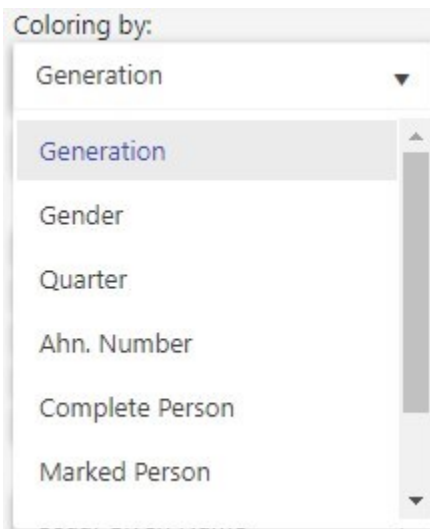 Coloring by:
Generation
Generation
Gender
Quarter
Ahn. Number
Complete Person
Marked Person